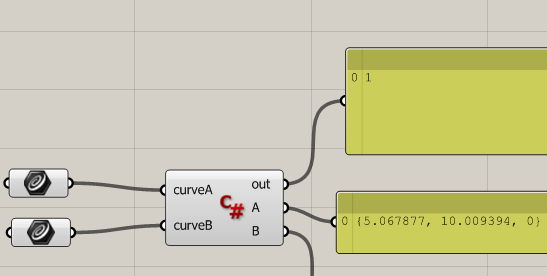 0 1
curveA
curveB
C#
out
A
B
0 {5.067877, 10.009394, 0}